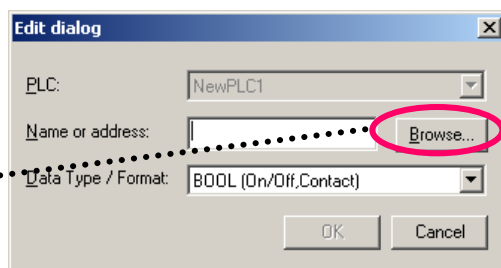 Edit dialog
PLC: NewPLC1
Name or address: Browse...
Data Type / Format: BOOL (On/Off,Contact)
OK Cancel